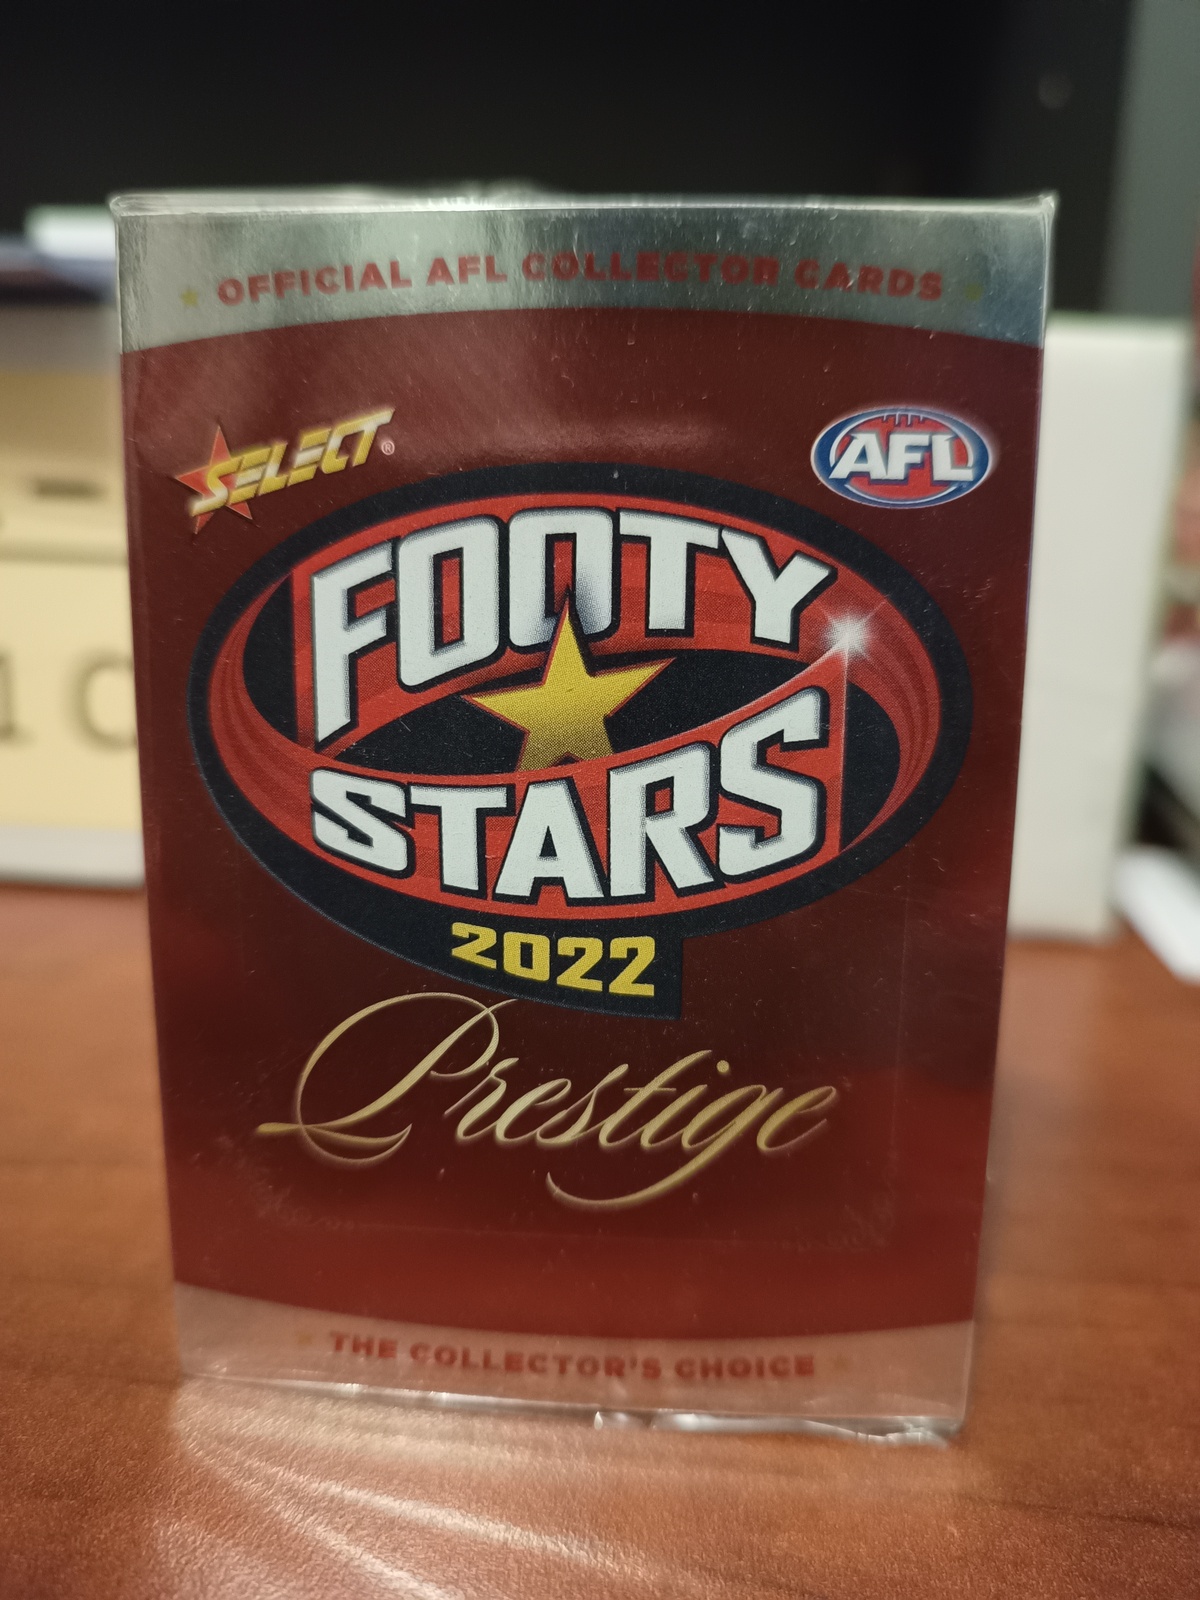 OFFICIAL AFL COLLECTOR CARDS
SELECT®
AFL
FOOTY
STARS
2022
Prestige
THE COLLECTOR'S CHOICE